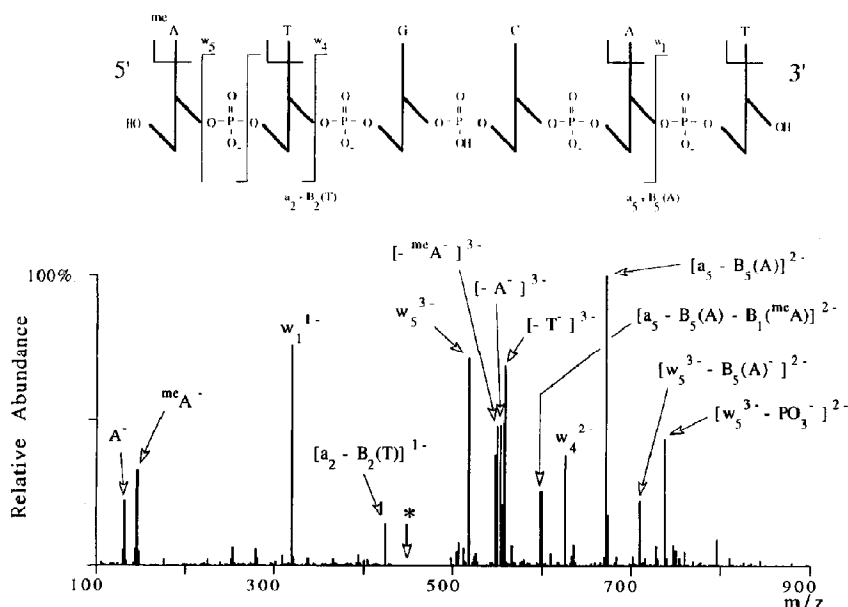 me
A T G C A T
w5 w4 w1
5' 3'
O O O O O
HO O P O O P O O P O O P O O P O OH
O- O- OH O- O-
a2 - B2(T) a5 - B5(A)
[- meA- ]3-
[- A- ]3-
[a5 - B5(A)]2-
100%
w5 3-
[- T- ]3-
[a5 - B5(A) - B1(meA)]2-
w1 1-
[w5 3- - B5(A)- ]2-
meA-
[w5 3- - PO3- ]2-
A-
w4 2-
[a2 - B2(T)]1-
*
Relative Abundance
100 300 500 700 900
m/z